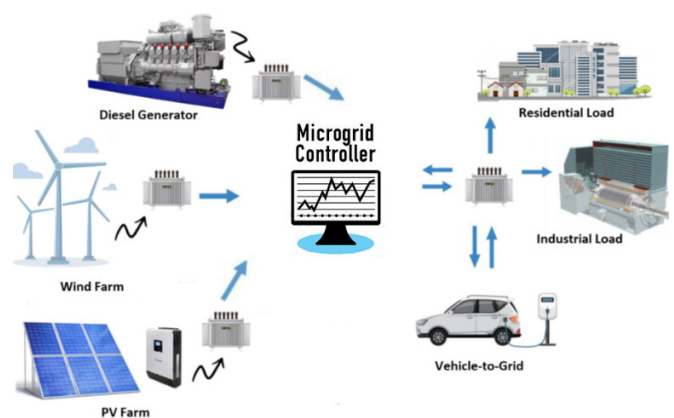 Diesel Generator
Residential Load
Microgrid
Controller
Industrial Load
Wind Farm
Vehicle-to-Grid
PV Farm